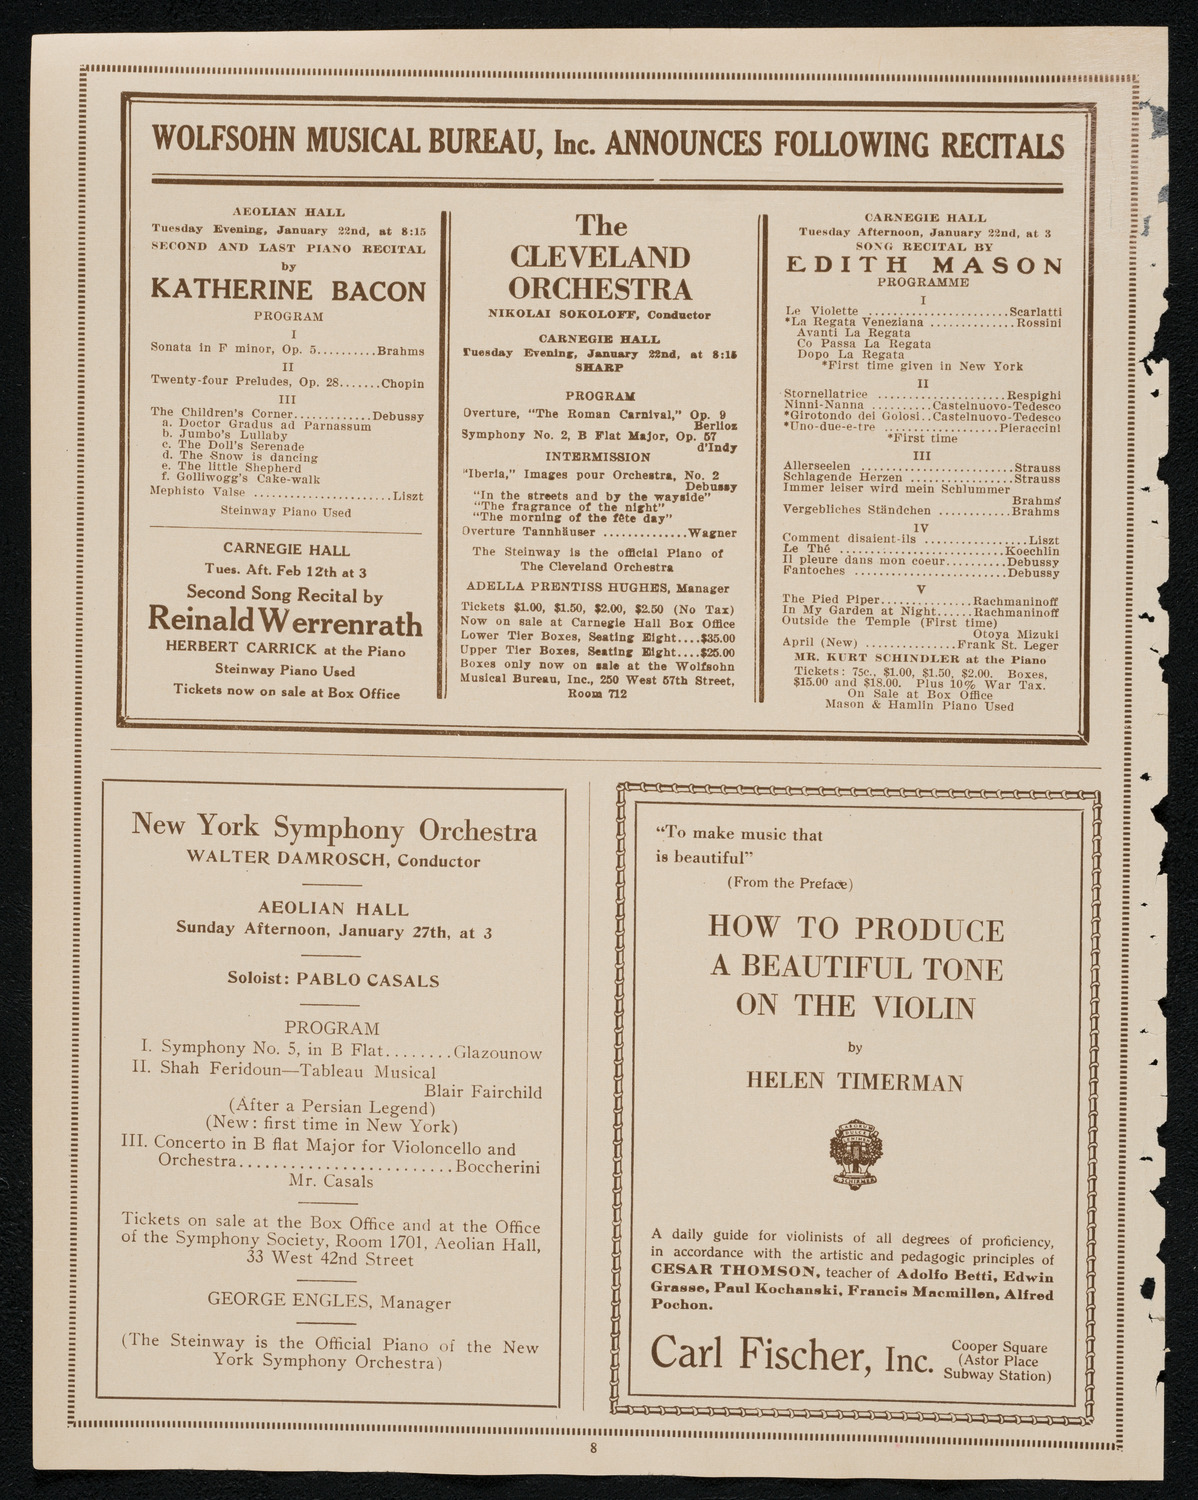 WOLFSOHN MUSICAL BUREAU, Inc. ANNOUNCES FOLLOWING RECITALS
AEOLIAN HALL
Tuesday Evening, January 22nd, at 8:15
SECOND AND LAST PIANO RECITAL
by
KATHERINE BACON
PROGRAM
I
Sonata in F minor, Op. 5..........Brahms
II
Twenty-four Preludes, Op. 28.......Chopin
III
The Children's Corner............Debussy
a. Doctor Gradus ad Parnassum
b. Jumbo's Lullaby
c. The Doll's Serenade
d. The Snow is dancing
e. The little Shepherd
f. Golliwogg's Cake-walk
Mephisto Valse .....................Liszt
Steinway Piano Used
CARNEGIE HALL
Tues. Aft. Feb 12th at 3
Second Song Recital by
Reinald Werrenrath
HERBERT CARRICK at the Piano
Steinway Piano Used
Tickets now on sale at Box Office
The
CLEVELAND
ORCHESTRA
NIKOLAI SOKOLOFF, Conductor
CARNEGIE HALL
Tuesday Evening, January 22nd, at 8:15
SHARP
PROGRAM
Overture, "The Roman Carnival," Op. 9
Berlioz
Symphony No. 2, B Flat Major, Op. 57
d'Indy
INTERMISSION
"Iberia," Images pour Orchestra, No. 2
Debussy
"In the streets and by the wayside"
"The fragrance of the night"
"The morning of the fête day"
Overture Tannhäuser ..............Wagner
The Steinway is the official Piano of
The Cleveland Orchestra
ADELLA PRENTISS HUGHES, Manager
Tickets $1.00, $1.50, $2.00, $2.50 (No Tax)
Now on sale at Carnegie Hall Box Office
Lower Tier Boxes, Seating Eight....$35.00
Upper Tier Boxes, Seating Eight....$25.00
Boxes only now on sale at the Wolfsohn
Musical Bureau, Inc., 250 West 57th Street,
Room 712
CARNEGIE HALL
Tuesday Afternoon, January 22nd, at 3
SONG RECITAL BY
EDITH MASON
PROGRAMME
I
Le Violette ......................Scarlatti
*La Regata Veneziana .............Rossini
Avanti La Regata
Co Passa La Regata
Dopo La Regata
*First time given in New York
II
Stornellatrice ....................Respighi
Ninni-Nanna .........Castelnuovo-Tedesco
*Girotondo dei Golosi..Castelnuovo-Tedesco
*Uno-due-e-tre ..................Pieraccini
*First time
III
Allerseelen ........................Strauss
Schlagende Herzen ................Strauss
Immer leiser wird mein Schlummer
Brahms
Vergebliches Ständchen ............Brahms
IV
Comment disaient-ils .................Liszt
Le Thé ...........................Koechlin
Il pleure dans mon coeur..........Debussy
Fantoches ........................Debussy
V
The Pied Piper...............Rachmaninoff
In My Garden at Night......Rachmaninoff
Outside the Temple (First time)
Otoya Mizuki
April (New) ...............Frank St. Leger
MR. KURT SCHINDLER at the Piano
Tickets: 75c., $1.00, $1.50, $2.00. Boxes,
$15.00 and $18.00. Plus 10% War Tax.
On Sale at Box Office
Mason & Hamlin Piano Used
New York Symphony Orchestra
WALTER DAMROSCH, Conductor
AEOLIAN HALL
Sunday Afternoon, January 27th, at 3
Soloist: PABLO CASALS
PROGRAM
I. Symphony No. 5, in B Flat........Glazounow
II. Shah Feridoun—Tableau Musical
Blair Fairchild
(After a Persian Legend)
(New: first time in New York)
III. Concerto in B flat Major for Violoncello and
Orchestra........................Boccherini
Mr. Casals
Tickets on sale at the Box Office and at the Office
of the Symphony Society, Room 1701, Aeolian Hall,
33 West 42nd Street
GEORGE ENGLES, Manager
(The Steinway is the Official Piano of the New
York Symphony Orchestra)
"To make music that
is beautiful"
(From the Preface)
HOW TO PRODUCE
A BEAUTIFUL TONE
ON THE VIOLIN
by
HELEN TIMERMAN
A daily guide for violinists of all degrees of proficiency,
in accordance with the artistic and pedagogic principles of
CESAR THOMSON, teacher of Adolfo Betti, Edwin
Grasse, Paul Kochanski, Francis Macmillen, Alfred
Pochon.
Carl Fischer, Inc.
Cooper Square
(Astor Place
Subway Station)
8